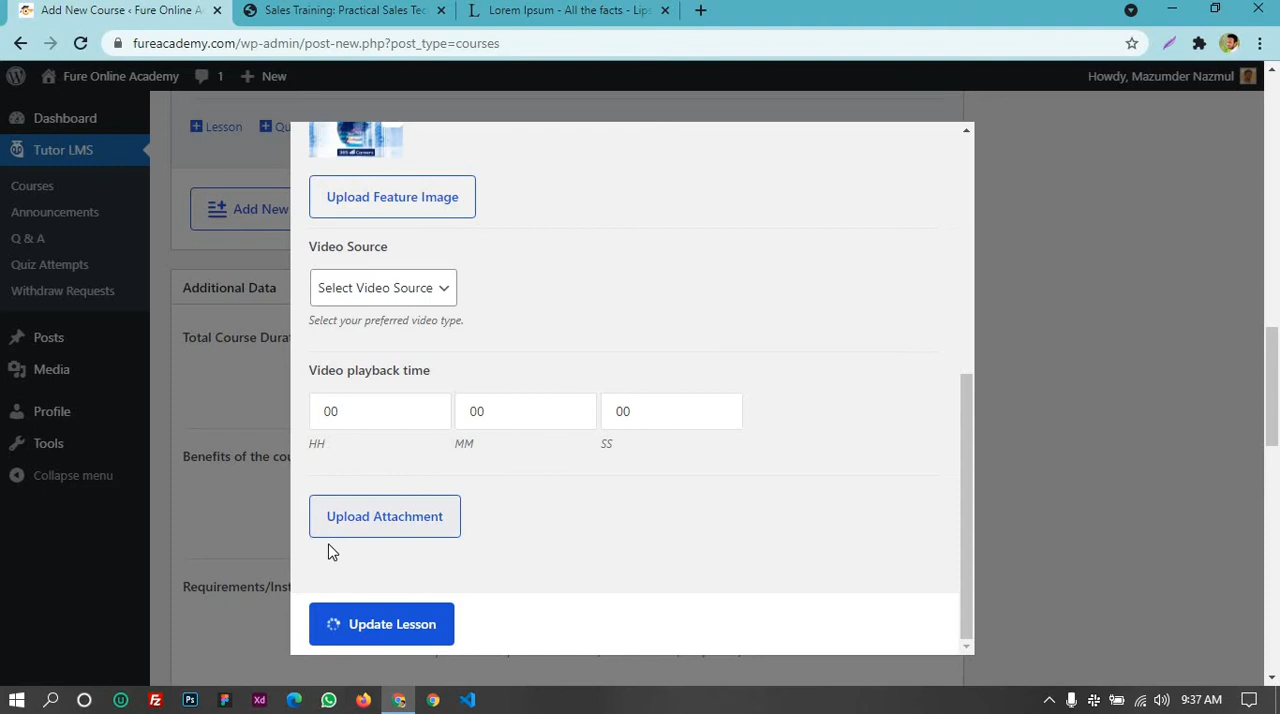 Add New Course ‹ Fure Online A
Sales Training: Practical Sales Tec
Lorem Ipsum - All the facts - Lips
fureacademy.com/wp-admin/post-new.php?post_type=courses
Fure Online Academy
1
New
Howdy, Mazumder Nazmul
Dashboard
Tutor LMS
Courses
Announcements
Q & A
Quiz Attempts
Withdraw Requests
Posts
Media
Profile
Tools
Collapse menu
Lesson
Qu
Add New
Additional Data
Total Course Durat
Benefits of the cou
Requirements/Inst
365 Careers
Upload Feature Image
Video Source
Select Video Source
Select your preferred video type.
Video playback time
00
00
00
HH
MM
SS
Upload Attachment
Update Lesson
9:37 AM